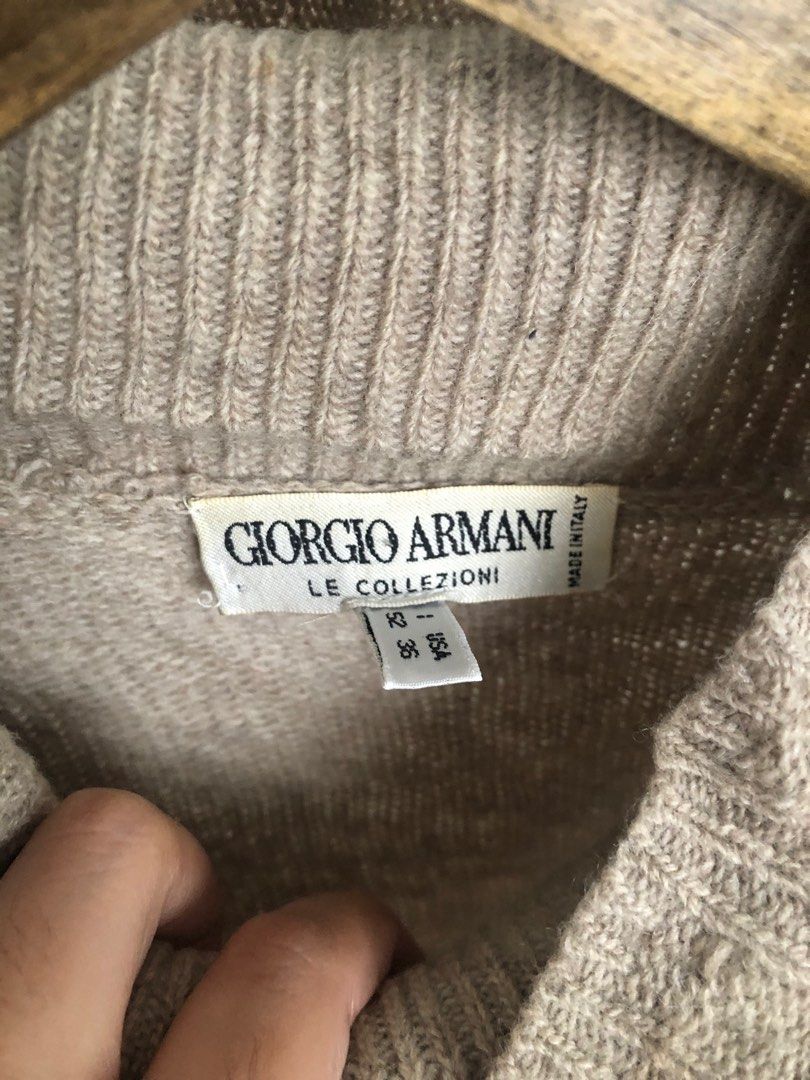 GIORGIO ARMANI
LE COLLEZIONI
MADE IN ITALY
I USA
52 36